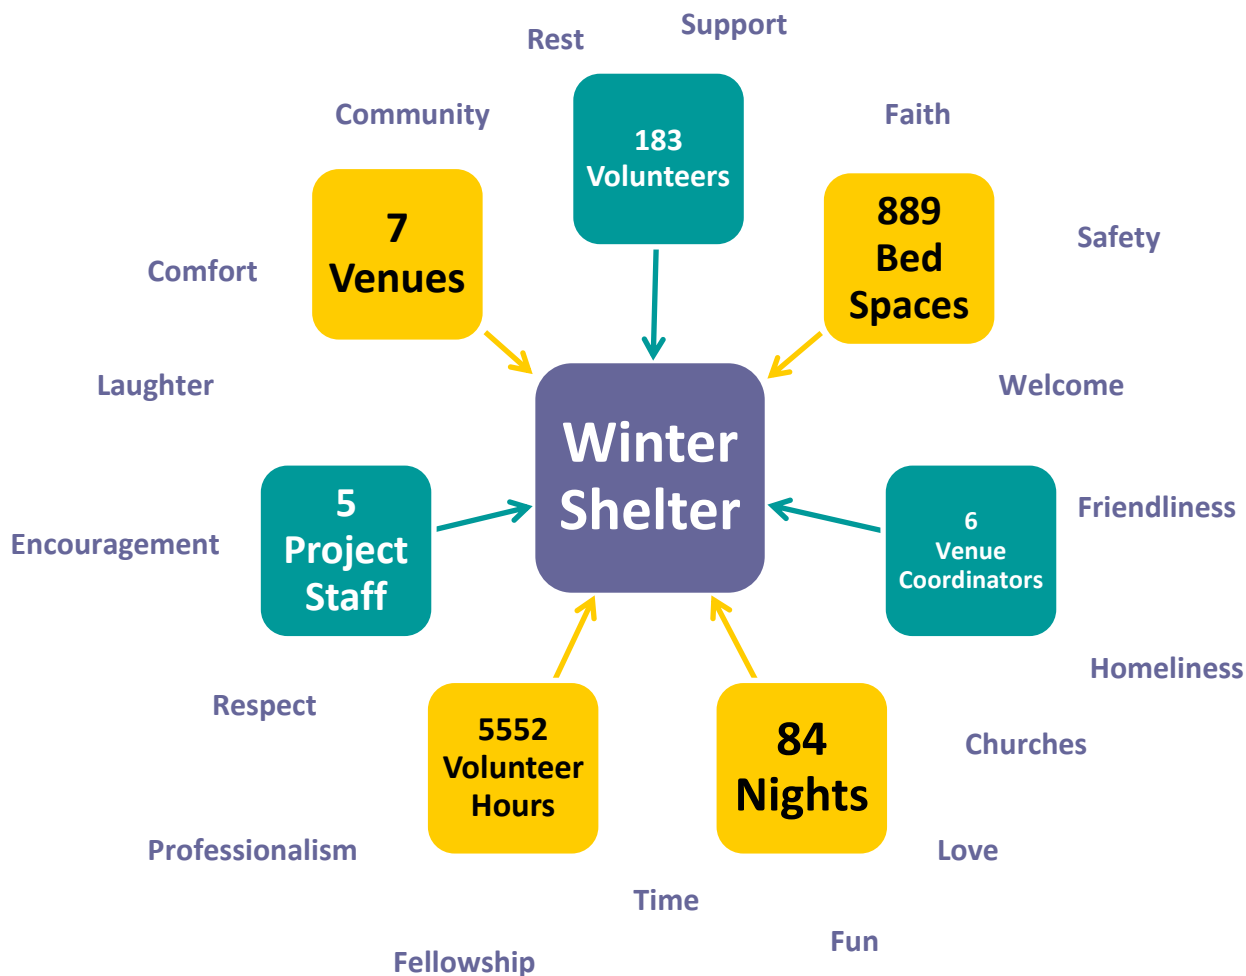 Support
Rest
Community
Faith
183
Volunteers
7
Venues
889
Bed
Spaces
Safety
Comfort
Laughter
Welcome
Winter
Shelter
5
Project
Staff
6
Venue
Coordinators
Friendliness
Encouragement
Homeliness
Respect
5552
Volunteer
Hours
84
Nights
Churches
Professionalism
Love
Time
Fun
Fellowship